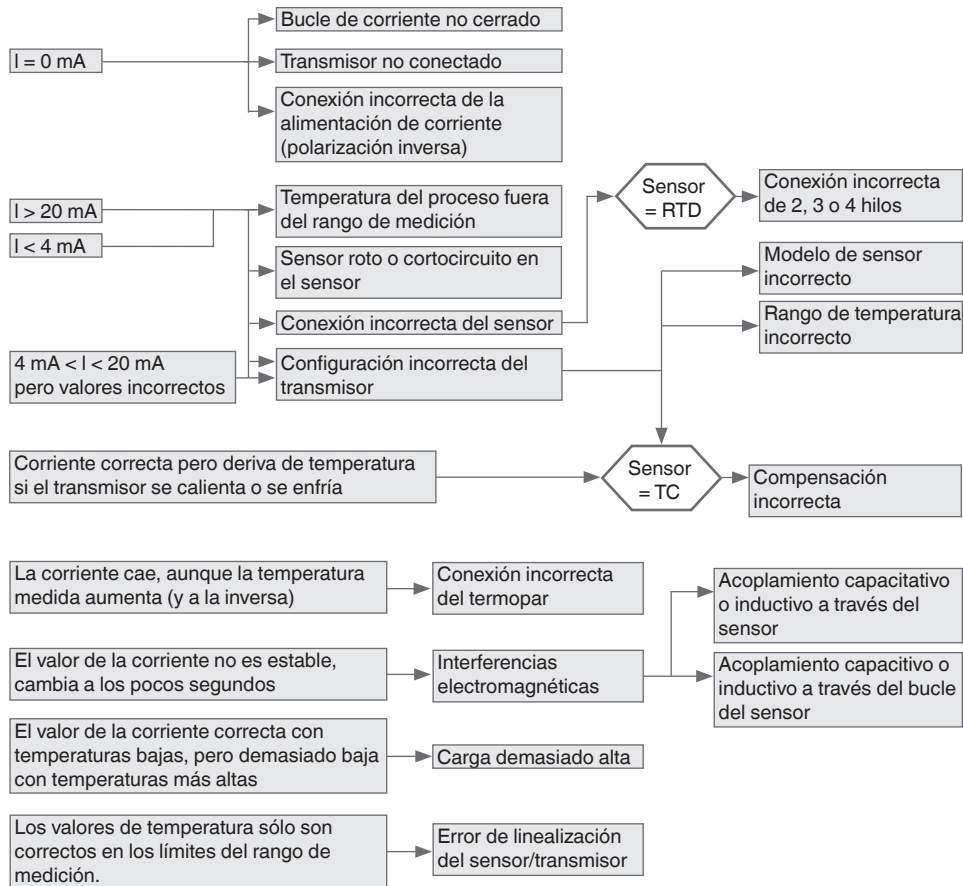 Bucle de corriente no cerrado
I = 0 mA
Transmisor no conectado
Conexión incorrecta de la
alimentación de corriente
(polarización inversa)
I > 20 mA
I < 4 mA
Temperatura del proceso fuera
del rango de medición
Sensor
= RTD
Conexión incorrecta
de 2, 3 o 4 hilos
Sensor roto o cortocircuito en
el sensor
Modelo de sensor
incorrecto
Conexión incorrecta del sensor
Rango de temperatura
incorrecto
4 mA < I < 20 mA
pero valores incorrectos
Configuración incorrecta del
transmisor
Corriente correcta pero deriva de temperatura
si el transmisor se calienta o se enfría
Sensor
= TC
Compensación
incorrecta
La corriente cae, aunque la temperatura
medida aumenta (y a la inversa)
Conexión incorrecta
del termopar
Acoplamiento capacitativo
o inductivo a través del
sensor
El valor de la corriente no es estable,
cambia a los pocos segundos
Interferencias
electromagnéticas
Acoplamiento capacitivo o
inductivo a través del bucle
del sensor
El valor de la corriente correcta con
temperaturas bajas, pero demasiado baja
con temperaturas más altas
Carga demasiado alta
Los valores de temperatura sólo son
correctos en los límites del rango de
medición.
Error de linealización
del sensor/transmisor